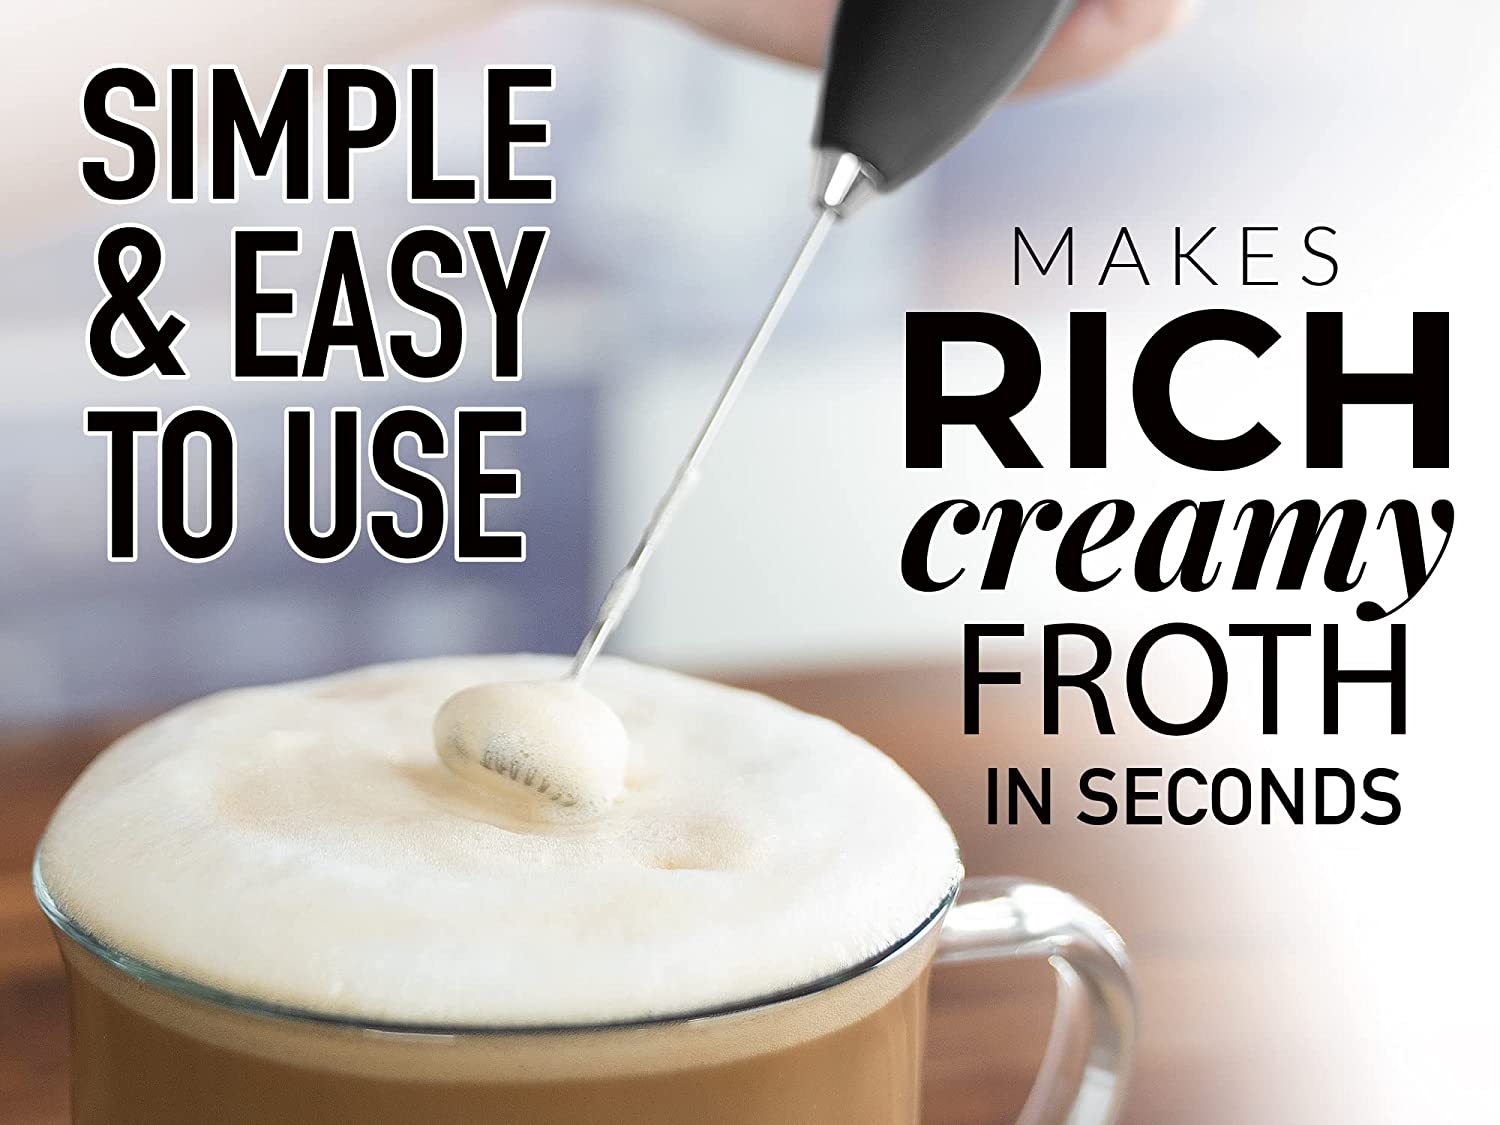 SIMPLE
& EASY
TO USE
MAKES
RICH
creamy
FROTH
IN SECONDS